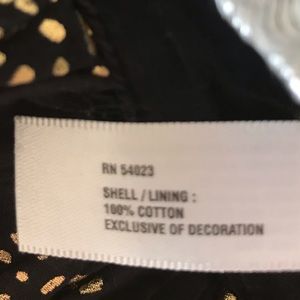 RN 54023
SHELL / LINING :
100% COTTON
EXCLUSIVE OF DECORATION